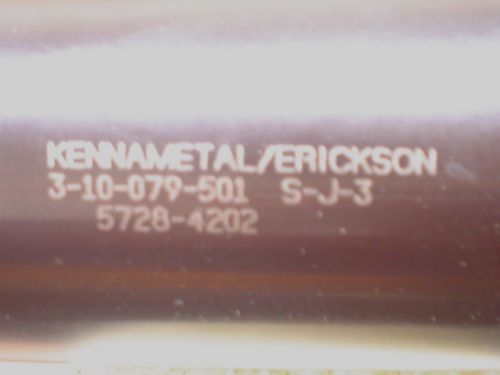 KENNAMETAL/ERICKSON
3-10-079-501 S-J-3
5728-4202